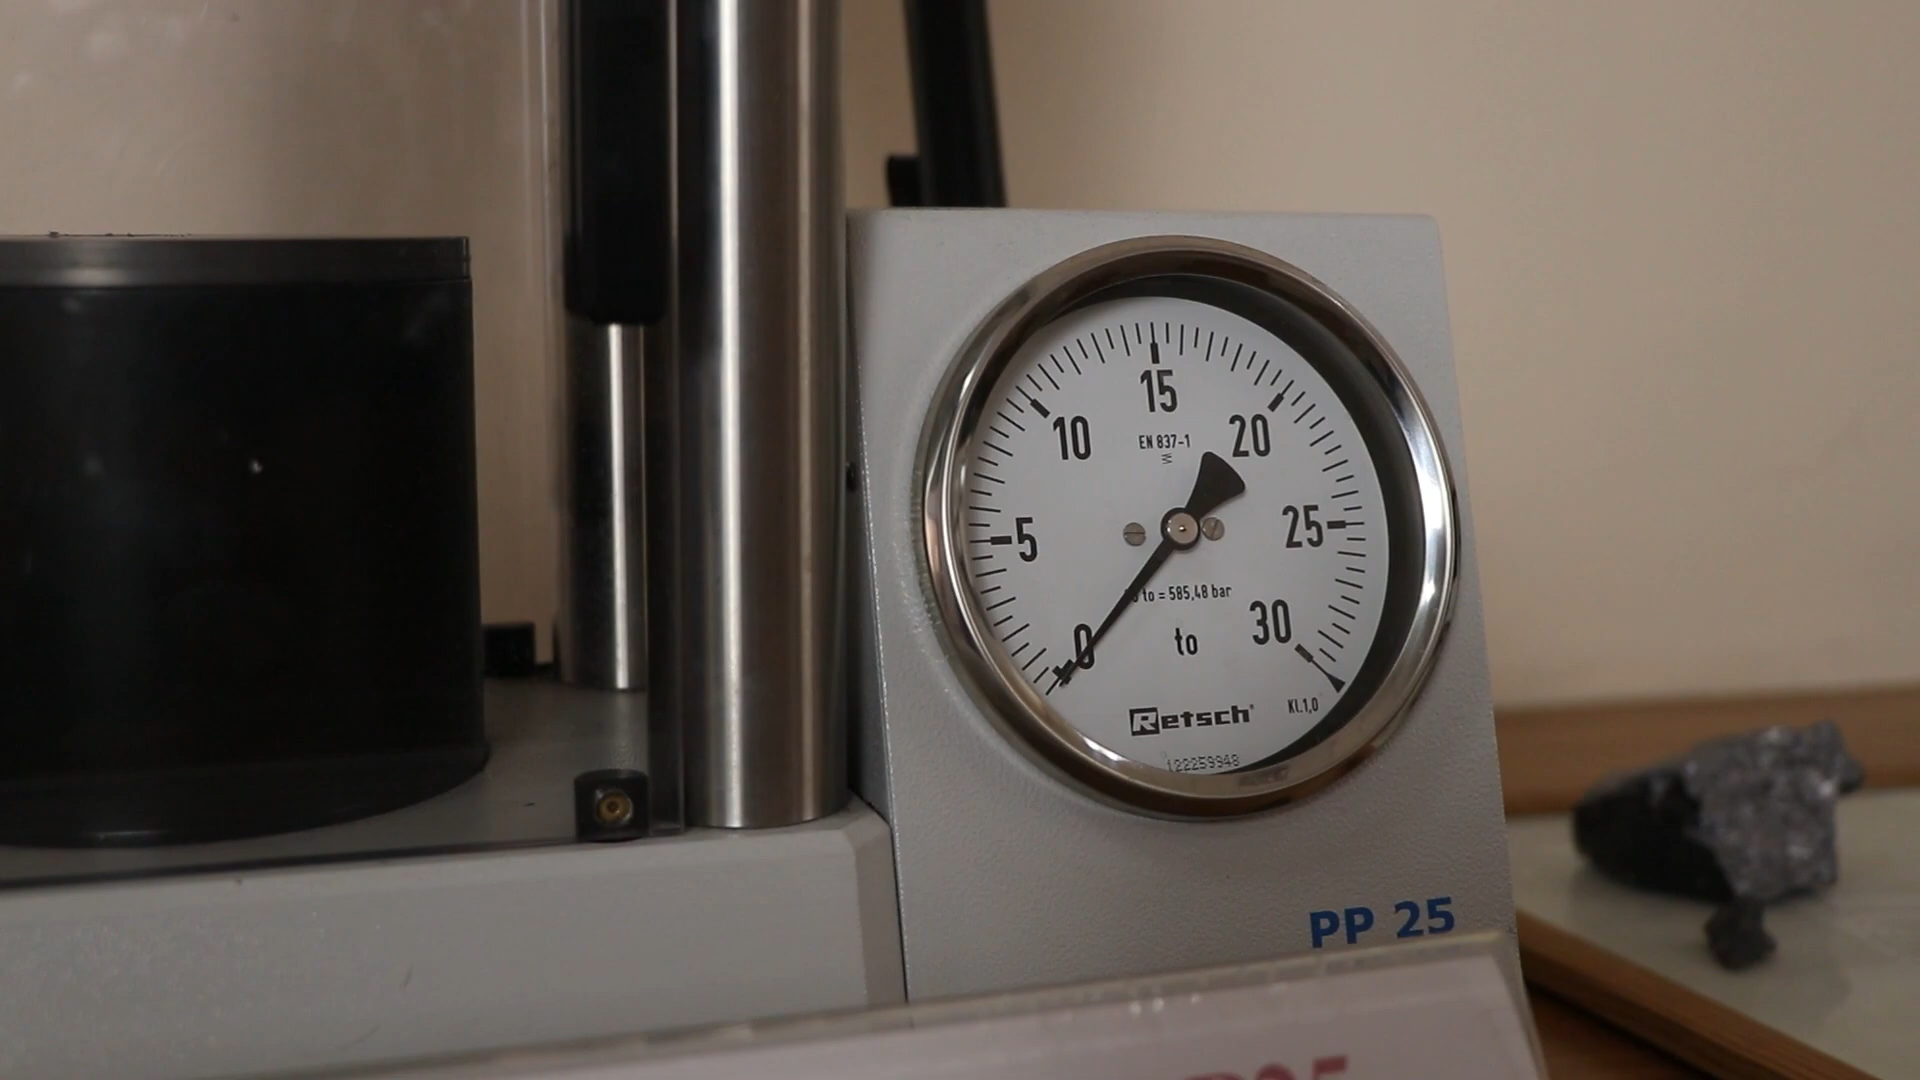 15
10
20
EN 837-1
5
25
to = 585,48 bar
0
30
to
Retsch
Kl.1,0
122259948
PP 25